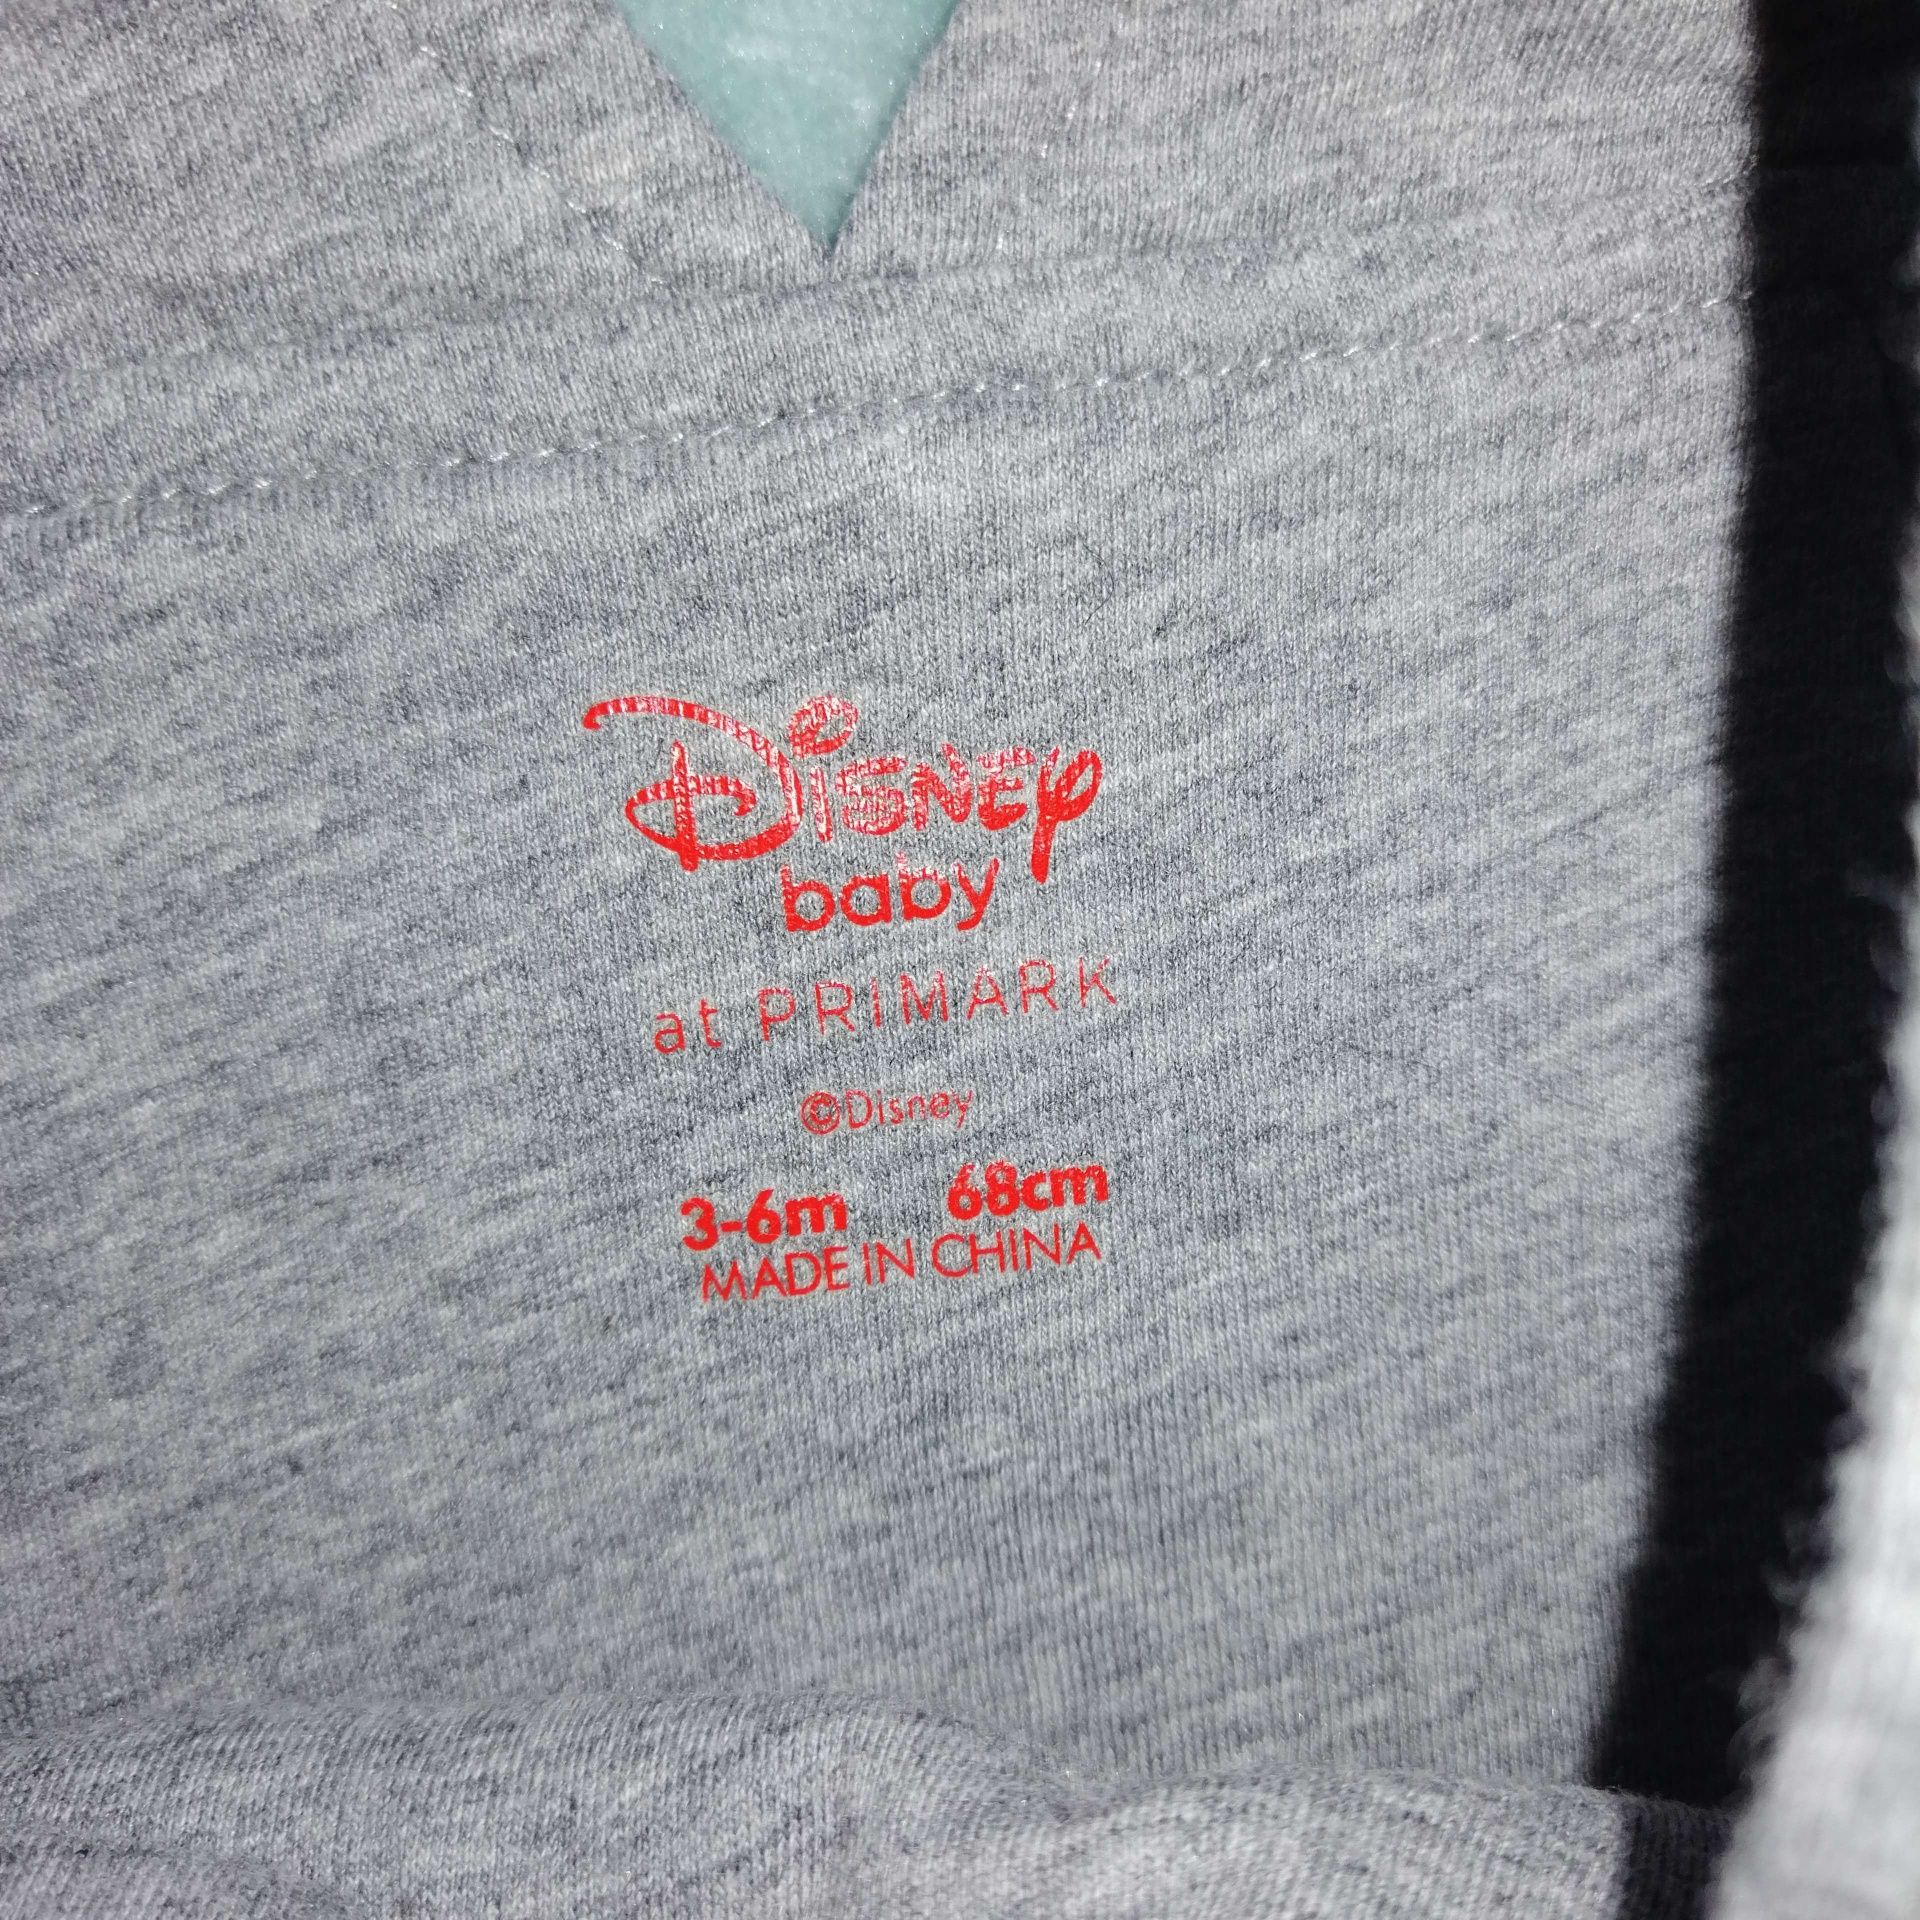 Disney
baby
at PRIMARK
©Disney
3-6m 68cm
MADE IN CHINA